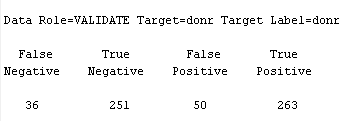 Data Role=VALIDATE Target=donr Target Label=donr
False True False True
Negative Negative Positive Positive
36 251 50 263